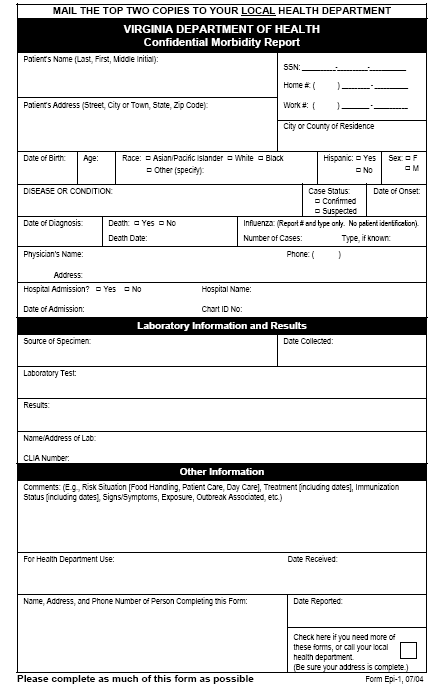 MAIL THE TOP TWO COPIES TO YOUR LOCAL HEALTH DEPARTMENT
VIRGINIA DEPARTMENT OF HEALTH
Confidential Morbidity Report
Patient's Name (Last, First, Middle Initial):
SSN: ________-________-__________
Home #: ( ) ________-__________
Patient's Address (Street, City or Town, State, Zip Code):
Work #: ( ) ________-__________
City or County of Residence
Date of Birth: Age: Race: □ Asian/Pacific Islander □ White □ Black Hispanic: □ Yes Sex: □ F
□ Other (specify): □ No □ M
DISEASE OR CONDITION: Case Status: Date of Onset:
□ Confirmed
□ Suspected
Date of Diagnosis: Death: □ Yes □ No Influenza: (Report # and type only. No patient identification).
Death Date: Number of Cases: Type, if known:
Physician's Name: Phone: ( )
Address:
Hospital Admission? □ Yes □ No Hospital Name:
Date of Admission: Chart ID No:
Laboratory Information and Results
Source of Specimen: Date Collected:
Laboratory Test:
Results:
Name/Address of Lab:
CLIA Number:
Other Information
Comments: (E.g., Risk Situation [Food Handling, Patient Care, Day Care], Treatment [including dates], Immunization
Status [including dates], Signs/Symptoms, Exposure, Outbreak Associated, etc.)
For Health Department Use: Date Received:
Name, Address, and Phone Number of Person Completing this Form: Date Reported:
Check here if you need more of
these forms, or call your local
health department.
(Be sure your address is complete.)
Please complete as much of this form as possible Form Epi-1, 07/04